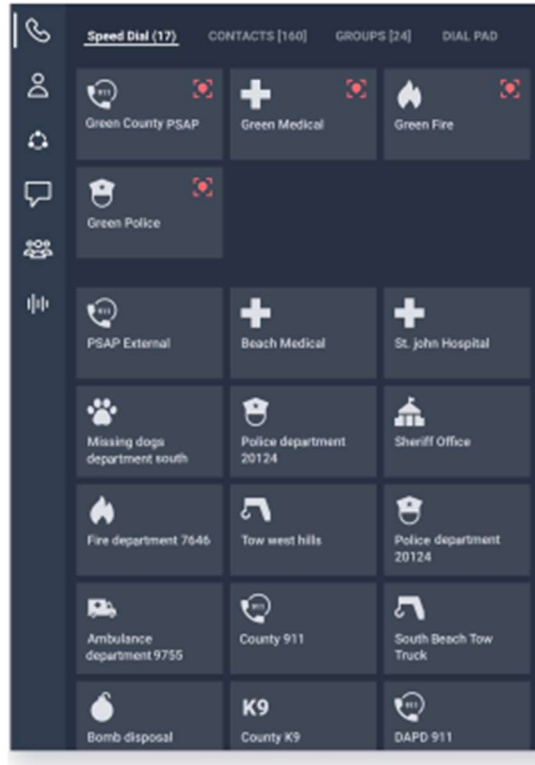 Speed Dial (17) CONTACTS [160] GROUPS [24] DIAL PAD
911
Green County PSAP
Green Medical
Green Fire
Green Police
PSAP External
Beach Medical
St. john Hospital
Missing dogs
department south
Police department
20124
Sheriff Office
Fire department 7646
Tow west hills
Police department
20124
Ambulance
department 9755
County 911
South Beach Tow
Truck
Bomb disposal
K9
County K9
DAPD 911